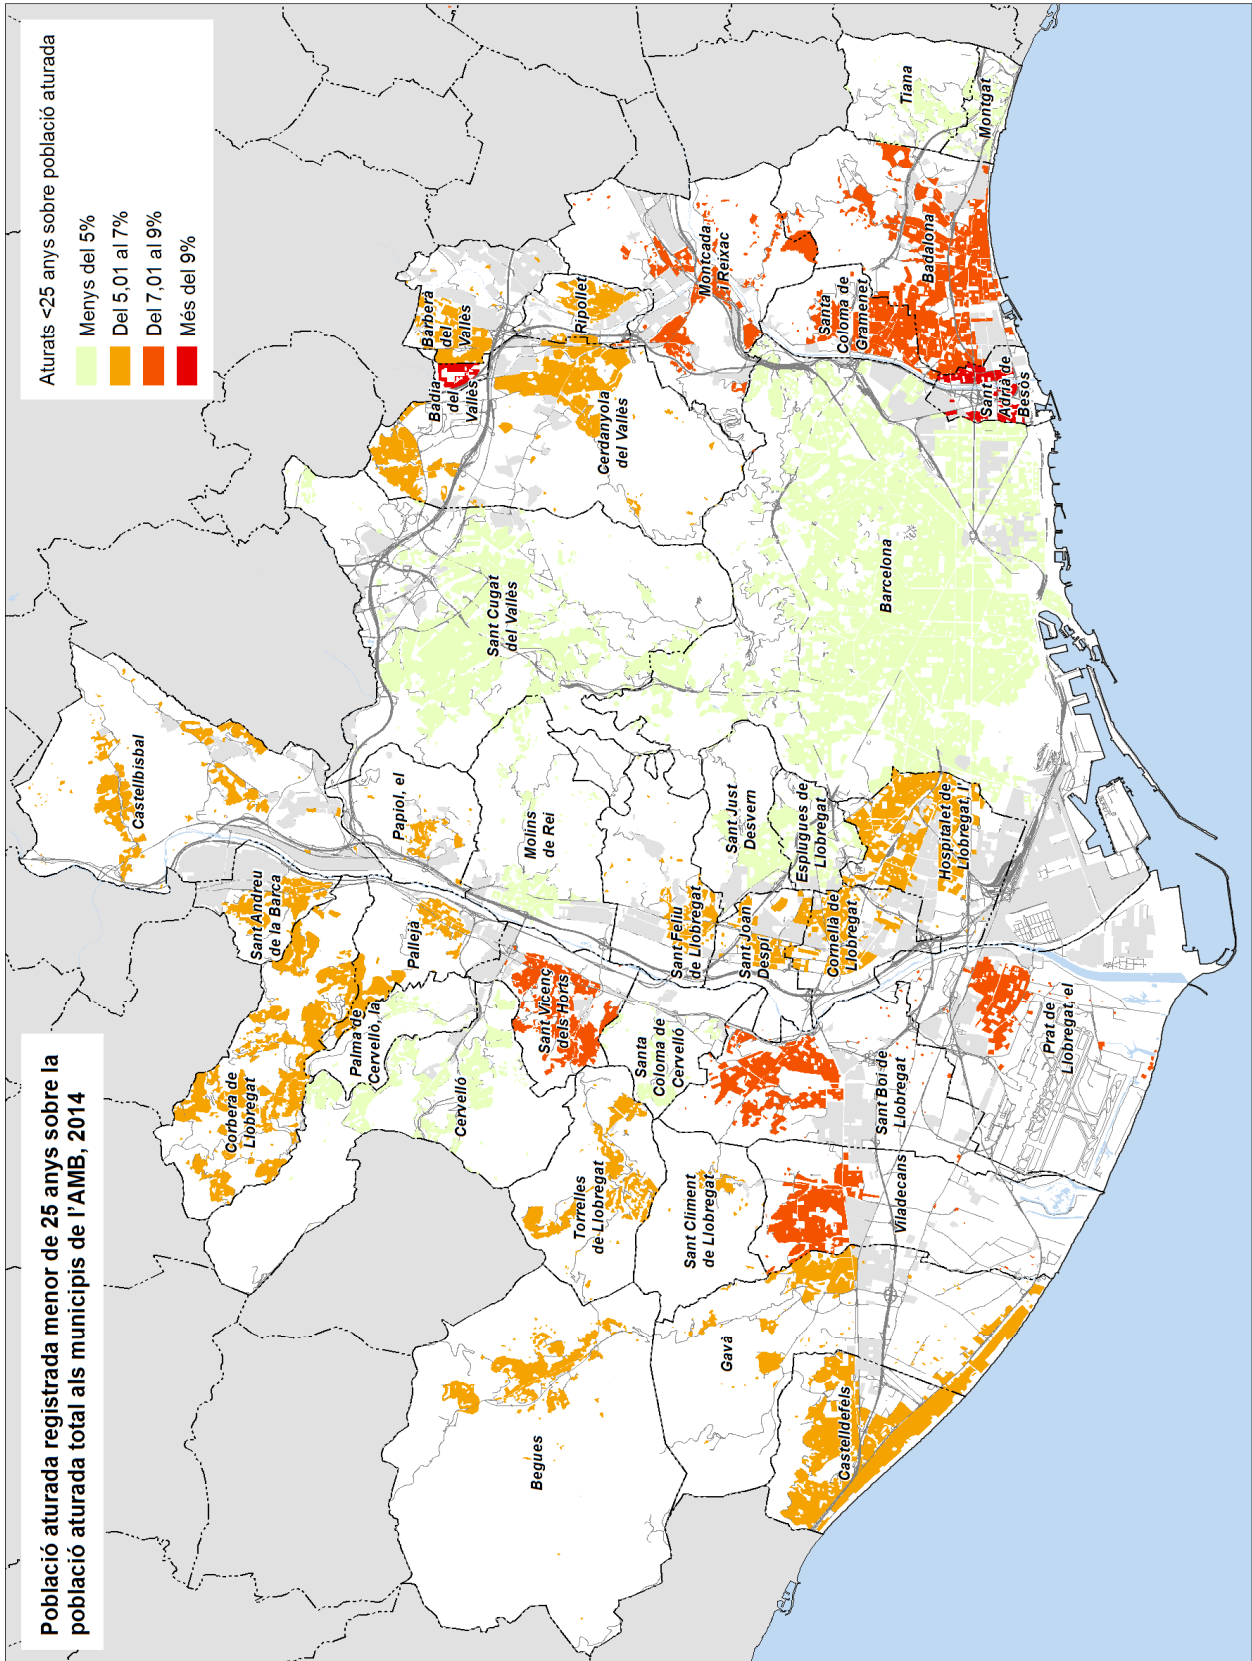 Població aturada registrada menor de 25 anys sobre la
població aturada total als municipis de l'AMB, 2014
Aturats <25 anys sobre població aturada
Menys del 5%
Del 5,01 al 7%
Del 7,01 al 9%
Més del 9%
Castellbisbal
Sant Andreu
de la Barca
Papiol, el
Pallejà
Corbera de
Llobregat
Palma de
Cervelló, la
Cervelló
Molins
de Rei
Sant Vicenç
dels Horts
Santa
Coloma de
Cervelló
Torrelles
de Llobregat
Sant Climent
de Llobregat
Begues
Gavà
Castelldefels
Viladecans
Sant Boi de
Llobregat
Prat de
Llobregat, el
Sant Feliu
de Llobregat
Sant Joan
Despí
Sant Just
Desvern
Esplugues de
Llobregat
Cornellà de
Llobregat
Hospitalet de
Llobregat, l'
Sant Cugat
del Vallès
Barcelona
Badia
del
Vallès
Barberà
del
Vallès
Ripollet
Cerdanyola
del Vallès
Montcada
i Reixac
Santa
Coloma de
Gramenet
Badalona
Sant
Adrià de
Besòs
Tiana
Montgat